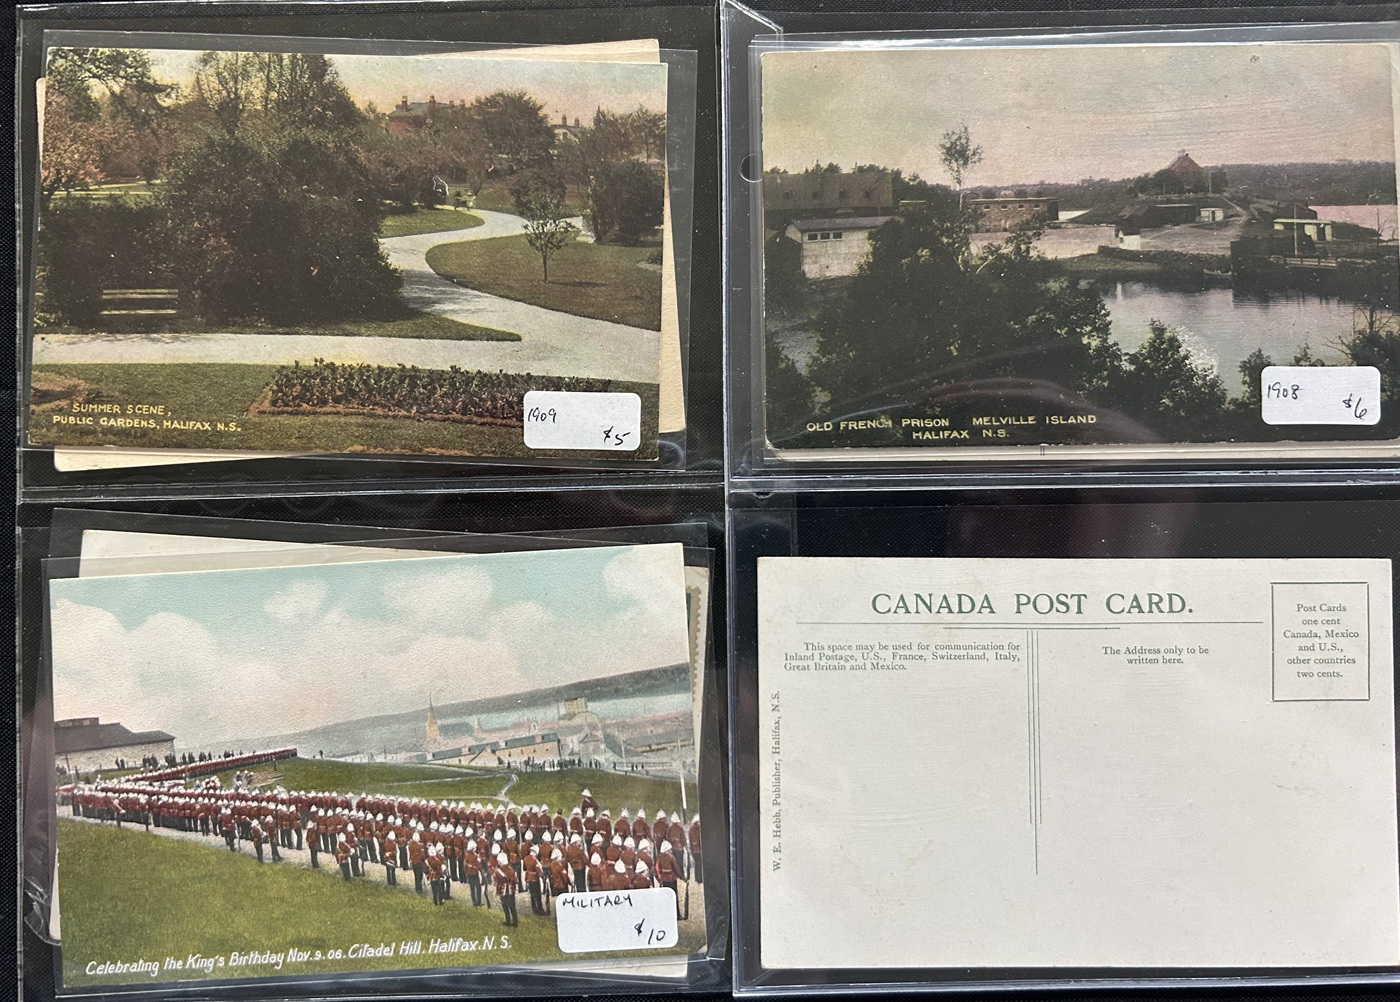 SUMMER SCENE,
PUBLIC GARDENS, HALIFAX N.S.
1909
$5
OLD FRENCH PRISON MELVILLE ISLAND
HALIFAX N.S.
1908
$6
Celebrating the King's Birthday Nov. 9. 06. Citadel Hill. Halifax. N.S.
MILITARY
$10
CANADA POST CARD.
This space may be used for communication for
Inland Postage, U.S., France, Switzerland, Italy,
Great Britain and Mexico.
The Address only to be
written here.
Post Cards
one cent
Canada, Mexico
and U.S.,
other countries
two cents.
W. E. Hebb, Publisher, Halifax, N.S.